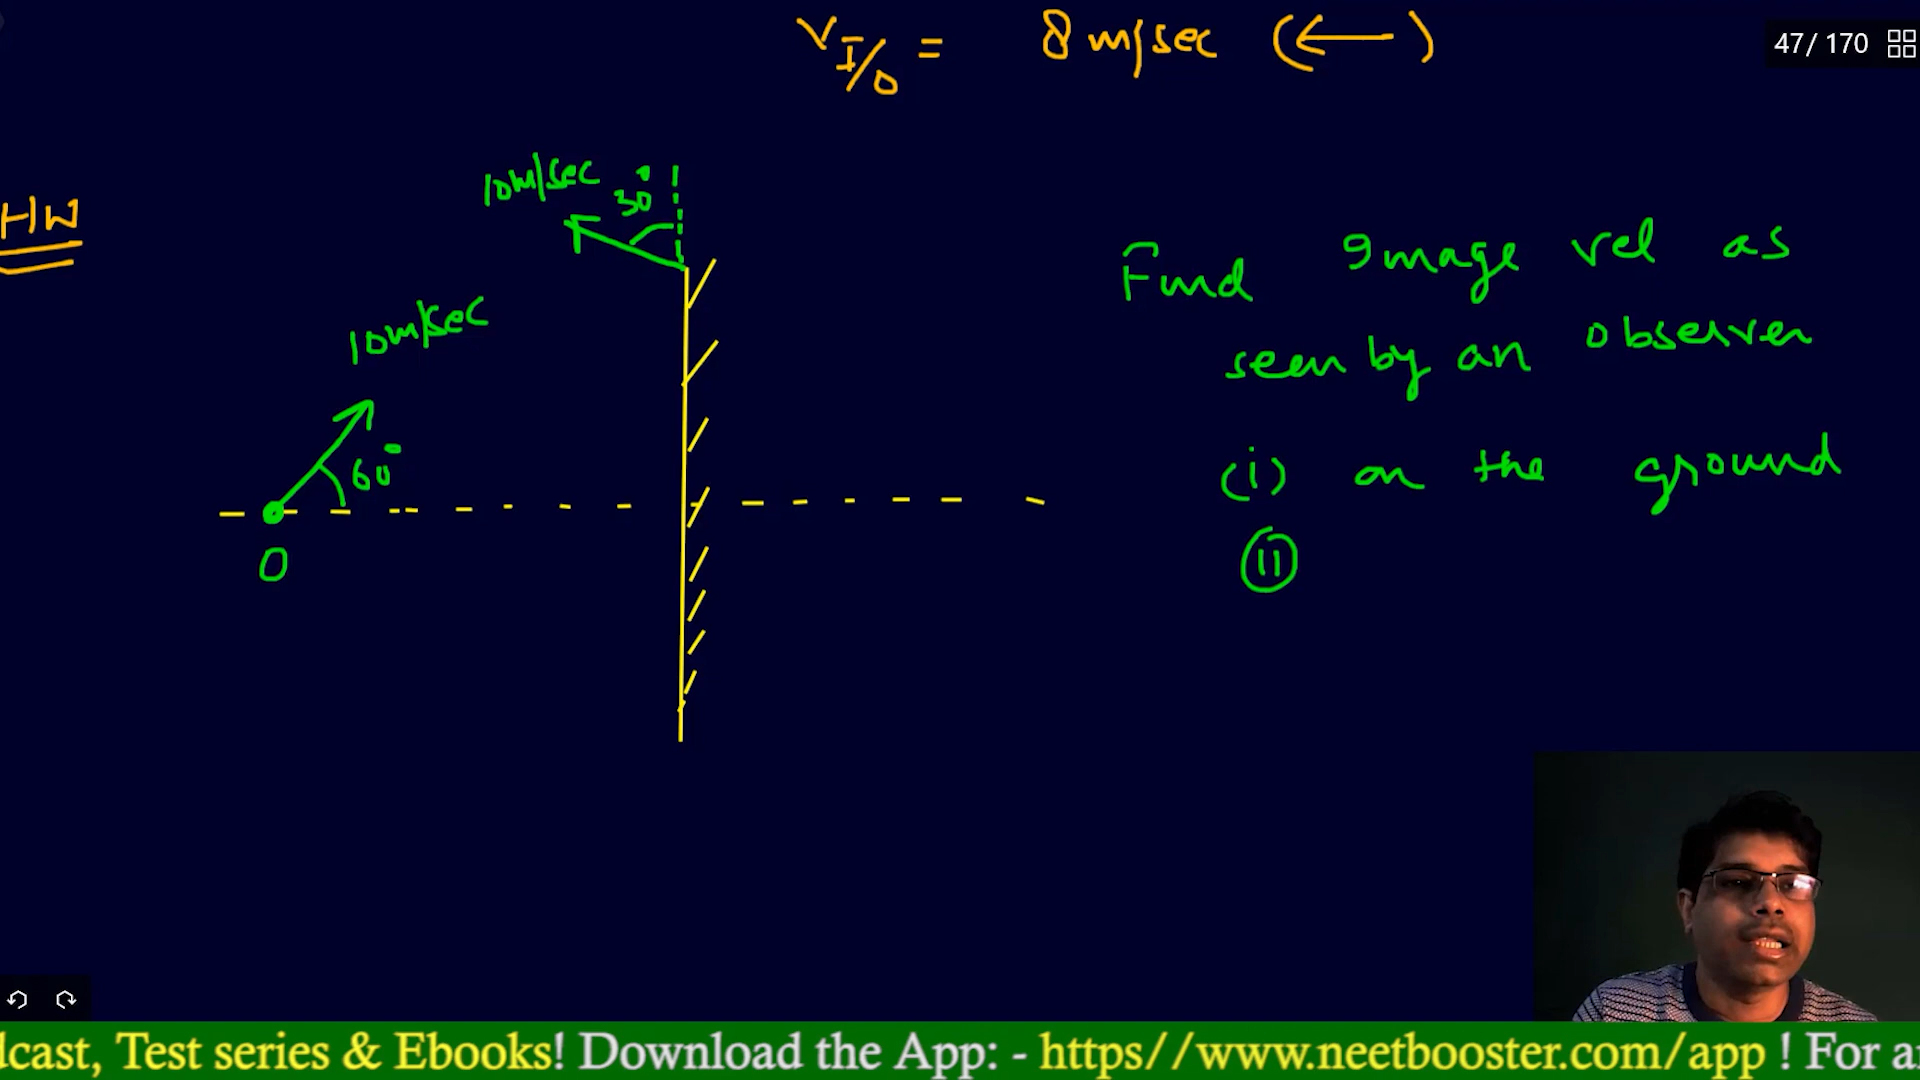 V I/O = 8 m/sec (←)
47/ 170
HW
10m/sec 30°
10m/sec
60°
O
Find Image vel as
seen by an observer
(i) on the ground
(II)
dcast, Test series & Ebooks! Download the App: - https//www.neetbooster.com/app ! For a